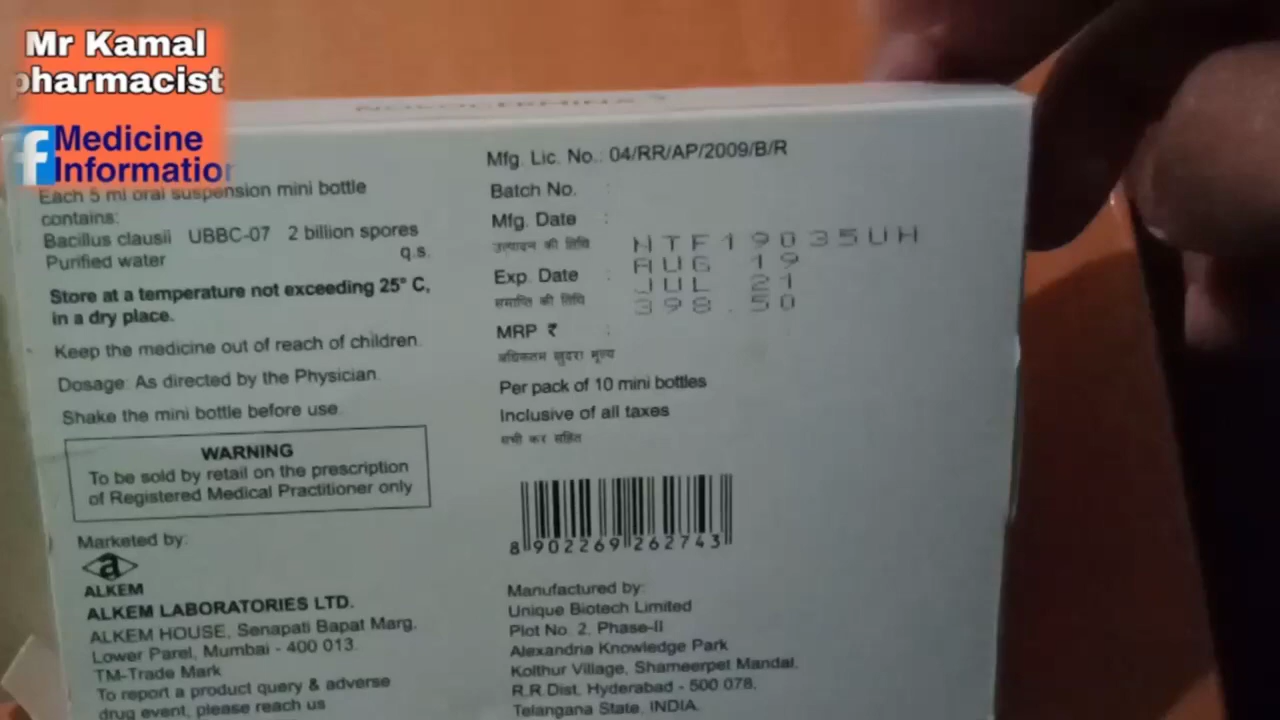 Mr Kamal
pharmacist
f Medicine
Information
Each 5 ml oral suspension mini bottle
contains:
Bacillus clausii UBBC-07 2 billion spores
Purified water q.s.
Store at a temperature not exceeding 25° C,
in a dry place.
Keep the medicine out of reach of children.
Dosage: As directed by the Physician.
Shake the mini bottle before use.
WARNING
To be sold by retail on the prescription
of Registered Medical Practitioner only
Marketed by:
a
ALKEM
ALKEM LABORATORIES LTD.
ALKEM HOUSE, Senapati Bapat Marg,
Lower Parel, Mumbai - 400 013.
TM-Trade Mark
To report a product query & adverse
drug event, please reach us
Mfg. Lic. No.: 04/RR/AP/2009/B/R
Batch No. :
Mfg. Date :
उत्पादन की तिथि
NTF19035UH
AUG 19
Exp. Date :
JUL 21
समाप्ति की तिथि
398.50
MRP ₹ :
अधिकतम खुदरा मूल्य
Per pack of 10 mini bottles
Inclusive of all taxes
सभी कर सहित
8 902269 262743
Manufactured by:
Unique Biotech Limited
Plot No. 2, Phase-II
Alexandria Knowledge Park
Kolthur Village, Shameerpet Mandal,
R.R.Dist, Hyderabad - 500 078,
Telangana State, INDIA.